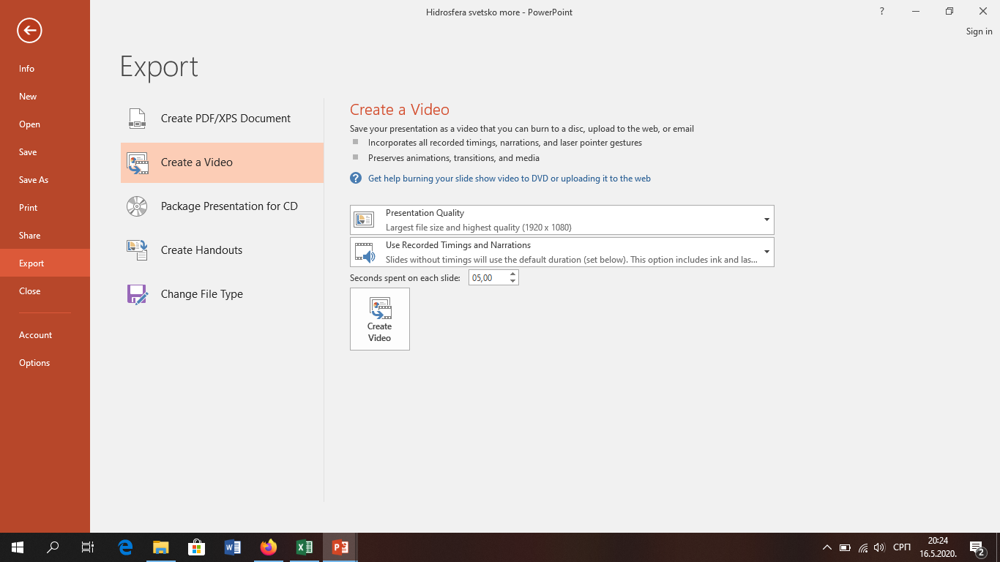 Hidrosfera svetsko more - PowerPoint
?
Sign in
Info
New
Open
Save
Save As
Print
Share
Export
Close
Account
Options
Export
Create PDF/XPS Document
Create a Video
Package Presentation for CD
Create Handouts
Change File Type
Create a Video
Save your presentation as a video that you can burn to a disc, upload to the web, or email
Incorporates all recorded timings, narrations, and laser pointer gestures
Preserves animations, transitions, and media
? Get help burning your slide show video to DVD or uploading it to the web
Presentation Quality
Largest file size and highest quality (1920 x 1080)
Use Recorded Timings and Narrations
Slides without timings will use the default duration (set below). This option includes ink and las...
Seconds spent on each slide: 05,00
Create
Video
СРП
20:24
16.5.2020.
2